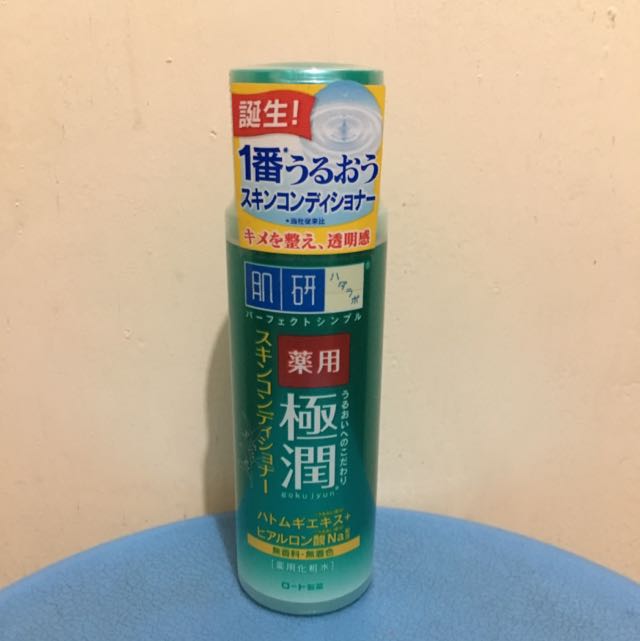 誕生!
1番*うるおう
スキンコンディショナー
*当社従来比
キメを整え、透明感
肌研
ハダラボ
®
パーフェクトシンプル
スキンコンディショナー
薬用
極潤
うるおいへのこだわり
gokujyun®
ハトムギエキス+
ヒアルロン酸Na
無香料・無着色
[薬用化粧水]
ロート製薬